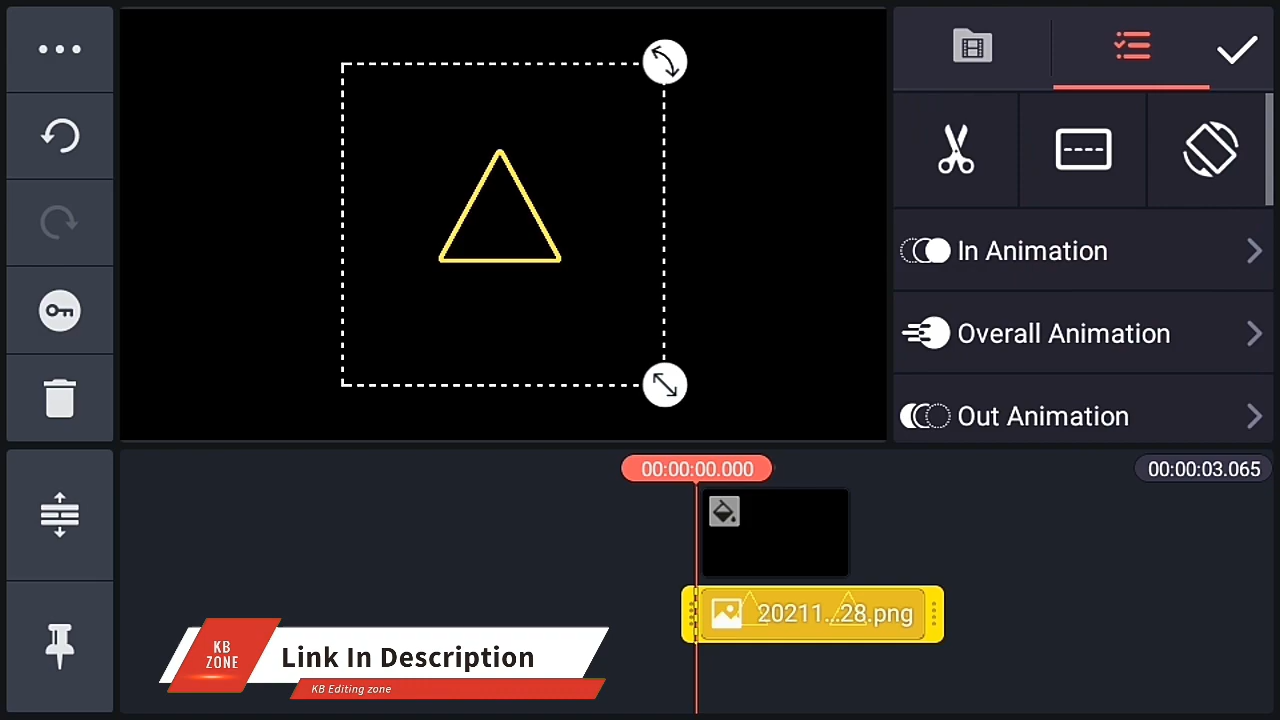 In Animation
Overall Animation
Out Animation
00:00:00.000
00:00:03.065
20211...28.png
KB
ZONE
Link In Description
KB Editing zone